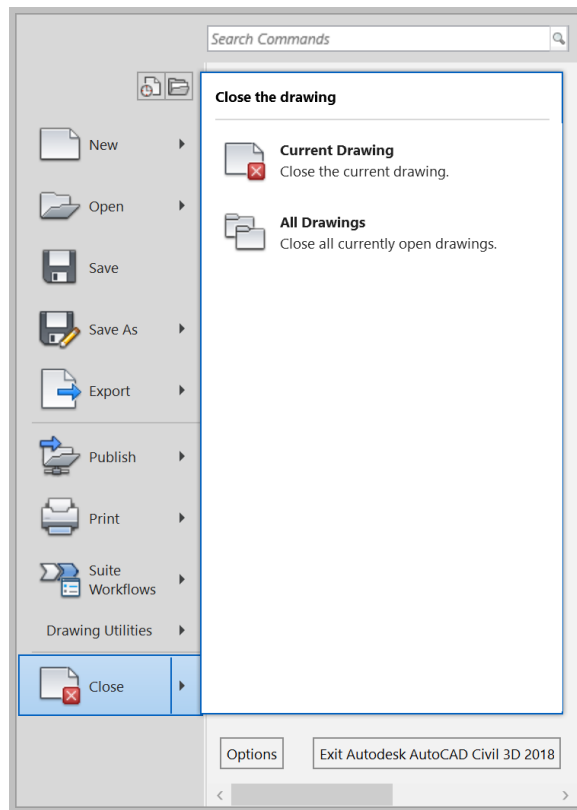 Search Commands
Close the drawing
New
Current Drawing
Close the current drawing.
Open
All Drawings
Close all currently open drawings.
Save
Save As
Export
Publish
Print
Suite
Workflows
Drawing Utilities
Close
Options
Exit Autodesk AutoCAD Civil 3D 2018